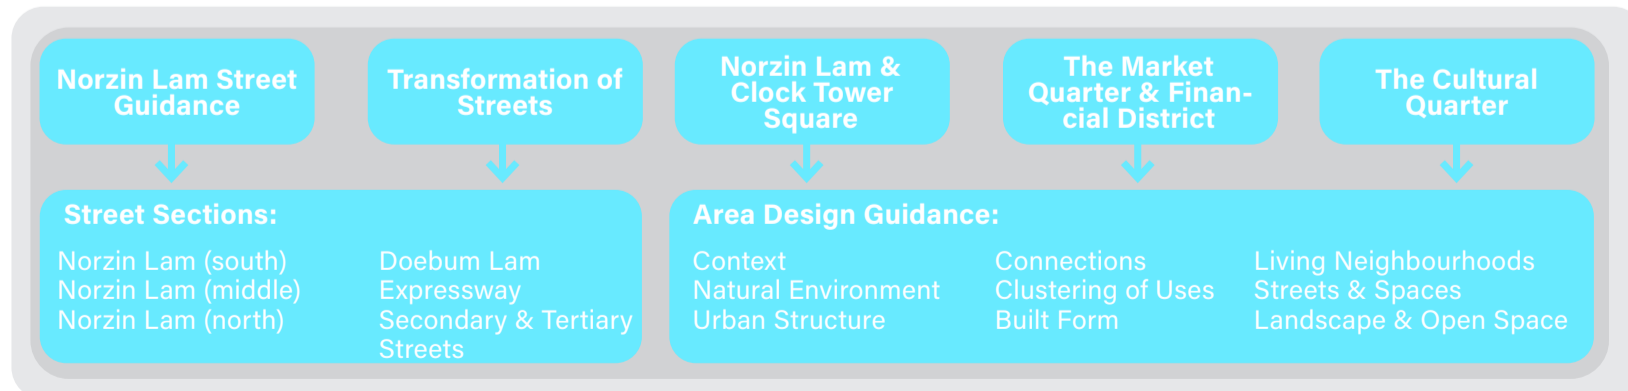 Norzin Lam Street
Guidance
Transformation of
Streets
Norzin Lam &
Clock Tower
Square
The Market
Quarter & Finan-
cial District
The Cultural
Quarter
Street Sections:
Norzin Lam (south)
Norzin Lam (middle)
Norzin Lam (north)
Doebum Lam
Expressway
Secondary & Tertiary
Streets
Area Design Guidance:
Context
Natural Environment
Urban Structure
Connections
Clustering of Uses
Built Form
Living Neighbourhoods
Streets & Spaces
Landscape & Open Space